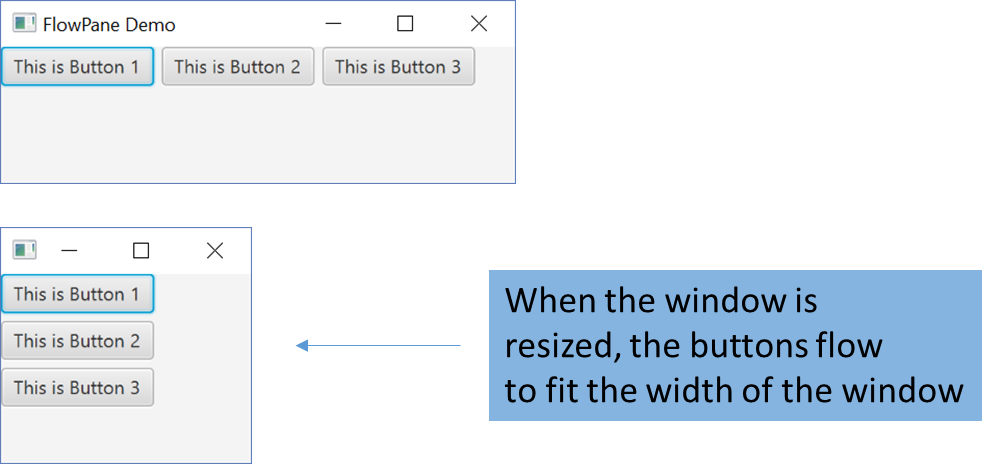 FlowPane Demo
This is Button 1 This is Button 2 This is Button 3
This is Button 1
This is Button 2
This is Button 3
When the window is
resized, the buttons flow
to fit the width of the window